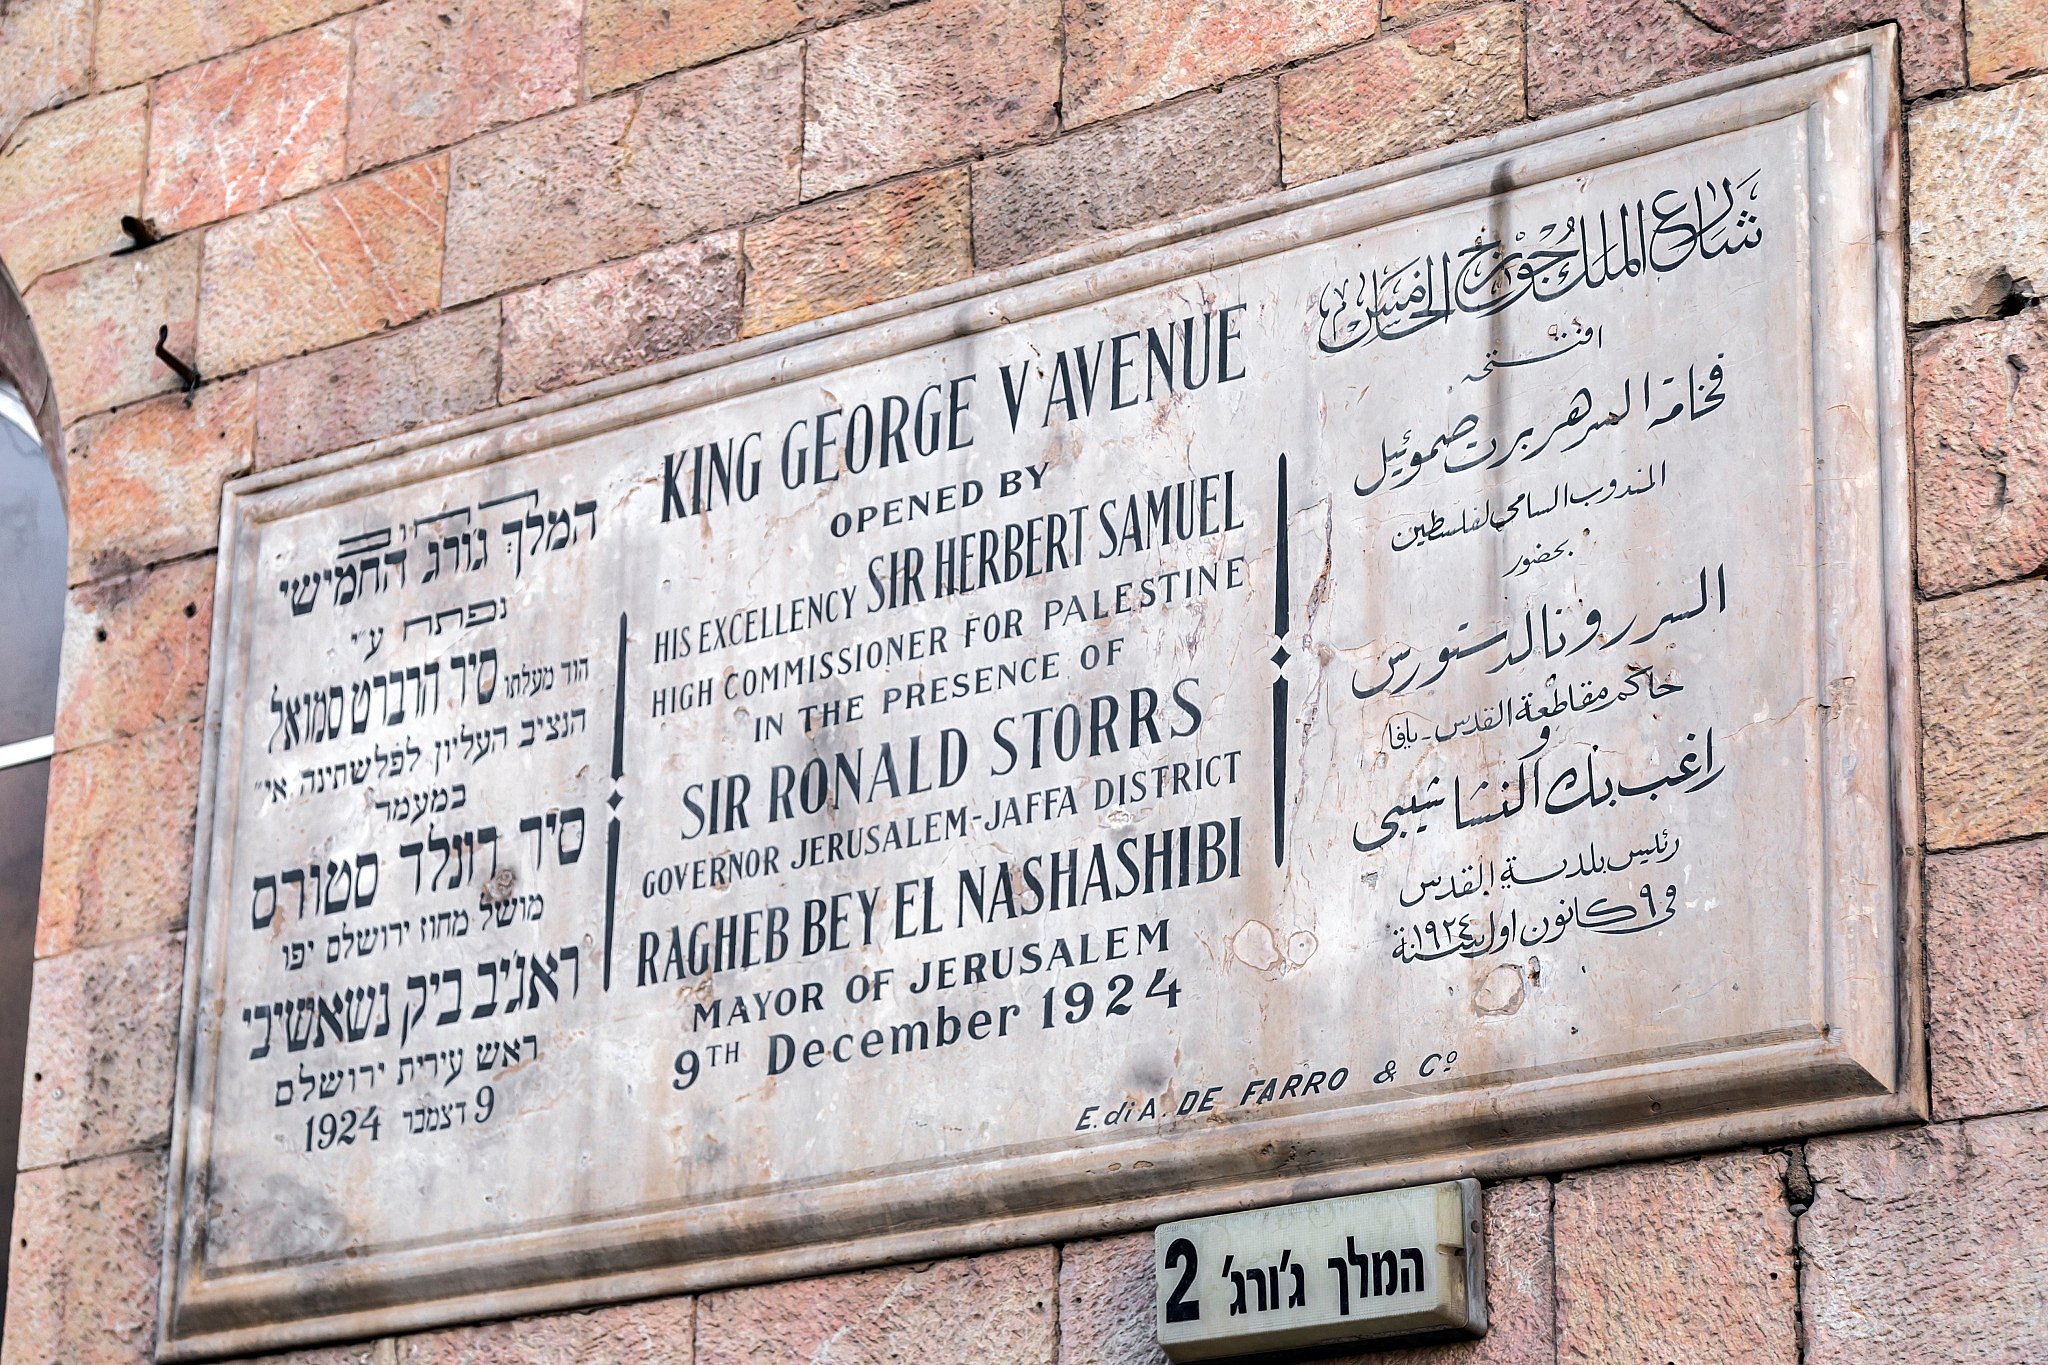 רחוב
המלך ג'ורג החמישי
נפתח ע״י
הוד מעלתו סיר הרברט סמואל
הנציב העליון לפלשתינה א״י
במעמד
סיר רונלד סטורס
מושל מחוז ירושלם יפו
ראג'יב ביק נשאשיבי
ראש עירית ירושלם
9 דצמבר 1924
KING GEORGE V AVENUE
OPENED BY
HIS EXCELLENCY SIR HERBERT SAMUEL
HIGH COMMISSIONER FOR PALESTINE
IN THE PRESENCE OF
SIR RONALD STORRS
GOVERNOR JERUSALEM-JAFFA DISTRICT
RAGHEB BEY EL NASHASHIBI
MAYOR OF JERUSALEM
9TH December 1924
شارع الملك جورج الخامس
افتتحه
فخامة السر هربرت صموئيل
المندوب السامي لفلسطين
بحضور
السر رونالد ستورس
حاكم مقاطعة القدس - يافا
و
راغب بك النشاشيبي
رئيس بلدية القدس
في ٩ كانون اول سنة ١٩٢٤
E. di A. DE FARRO & Cº
המלך ג'ורג' 2